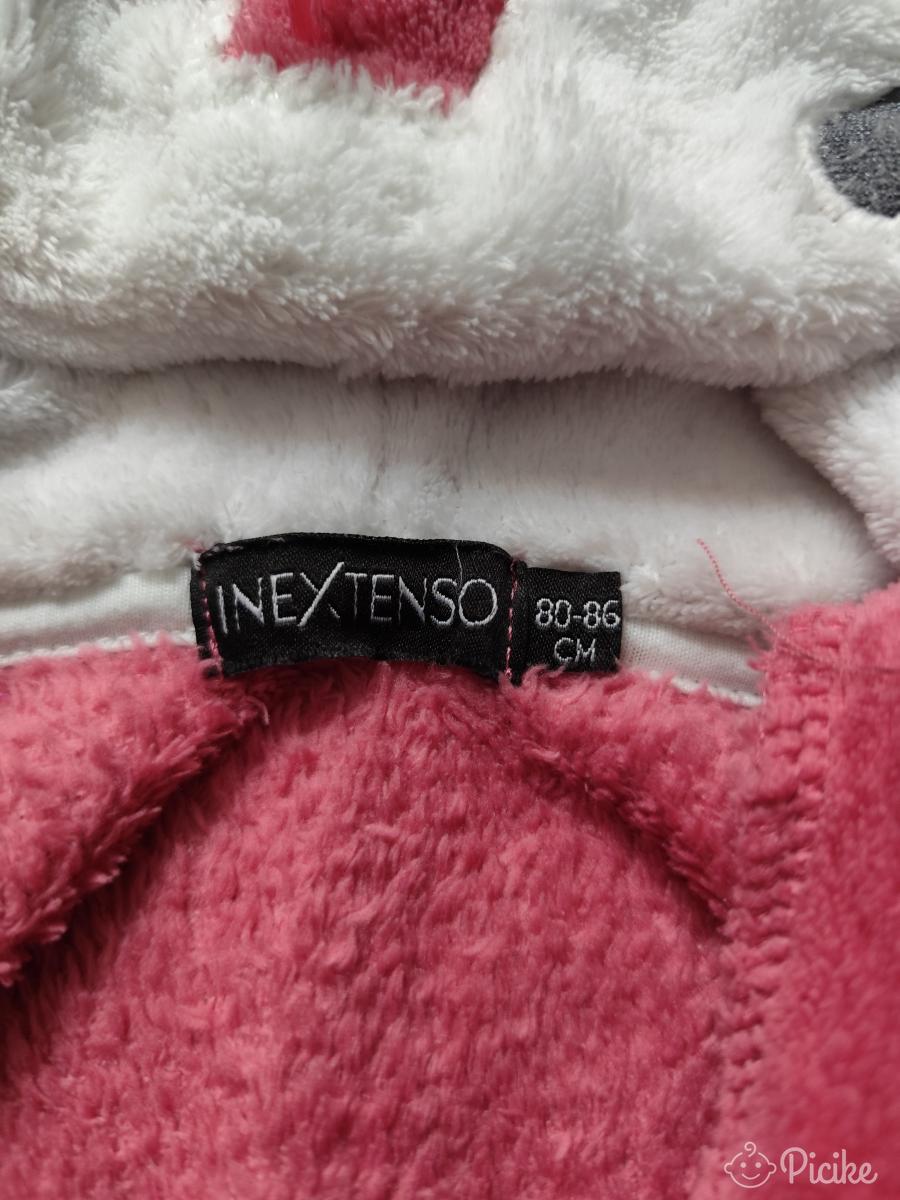 INEXTENSO
80-86
CM
Picike